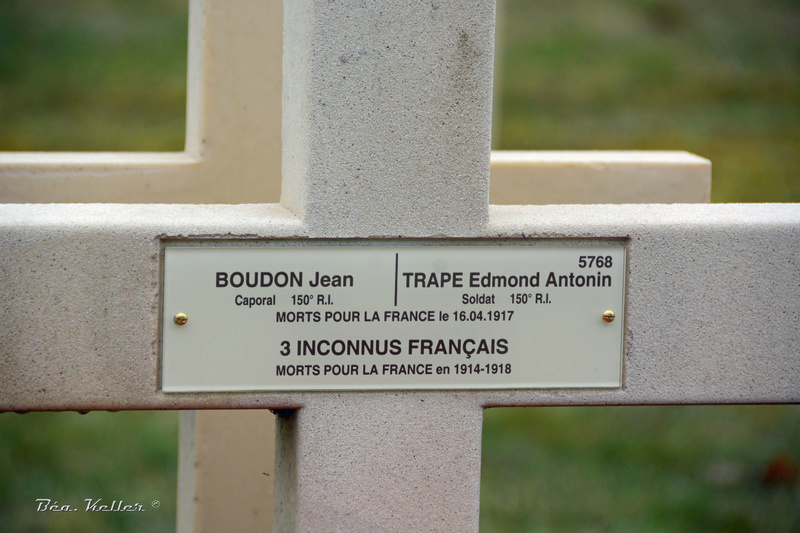 5768
BOUDON Jean | TRAPE Edmond Antonin
Caporal 150° R.I. Soldat 150° R.I.
MORTS POUR LA FRANCE le 16.04.1917
3 INCONNUS FRANÇAIS
MORTS POUR LA FRANCE en 1914-1918
Béa. Keller ©